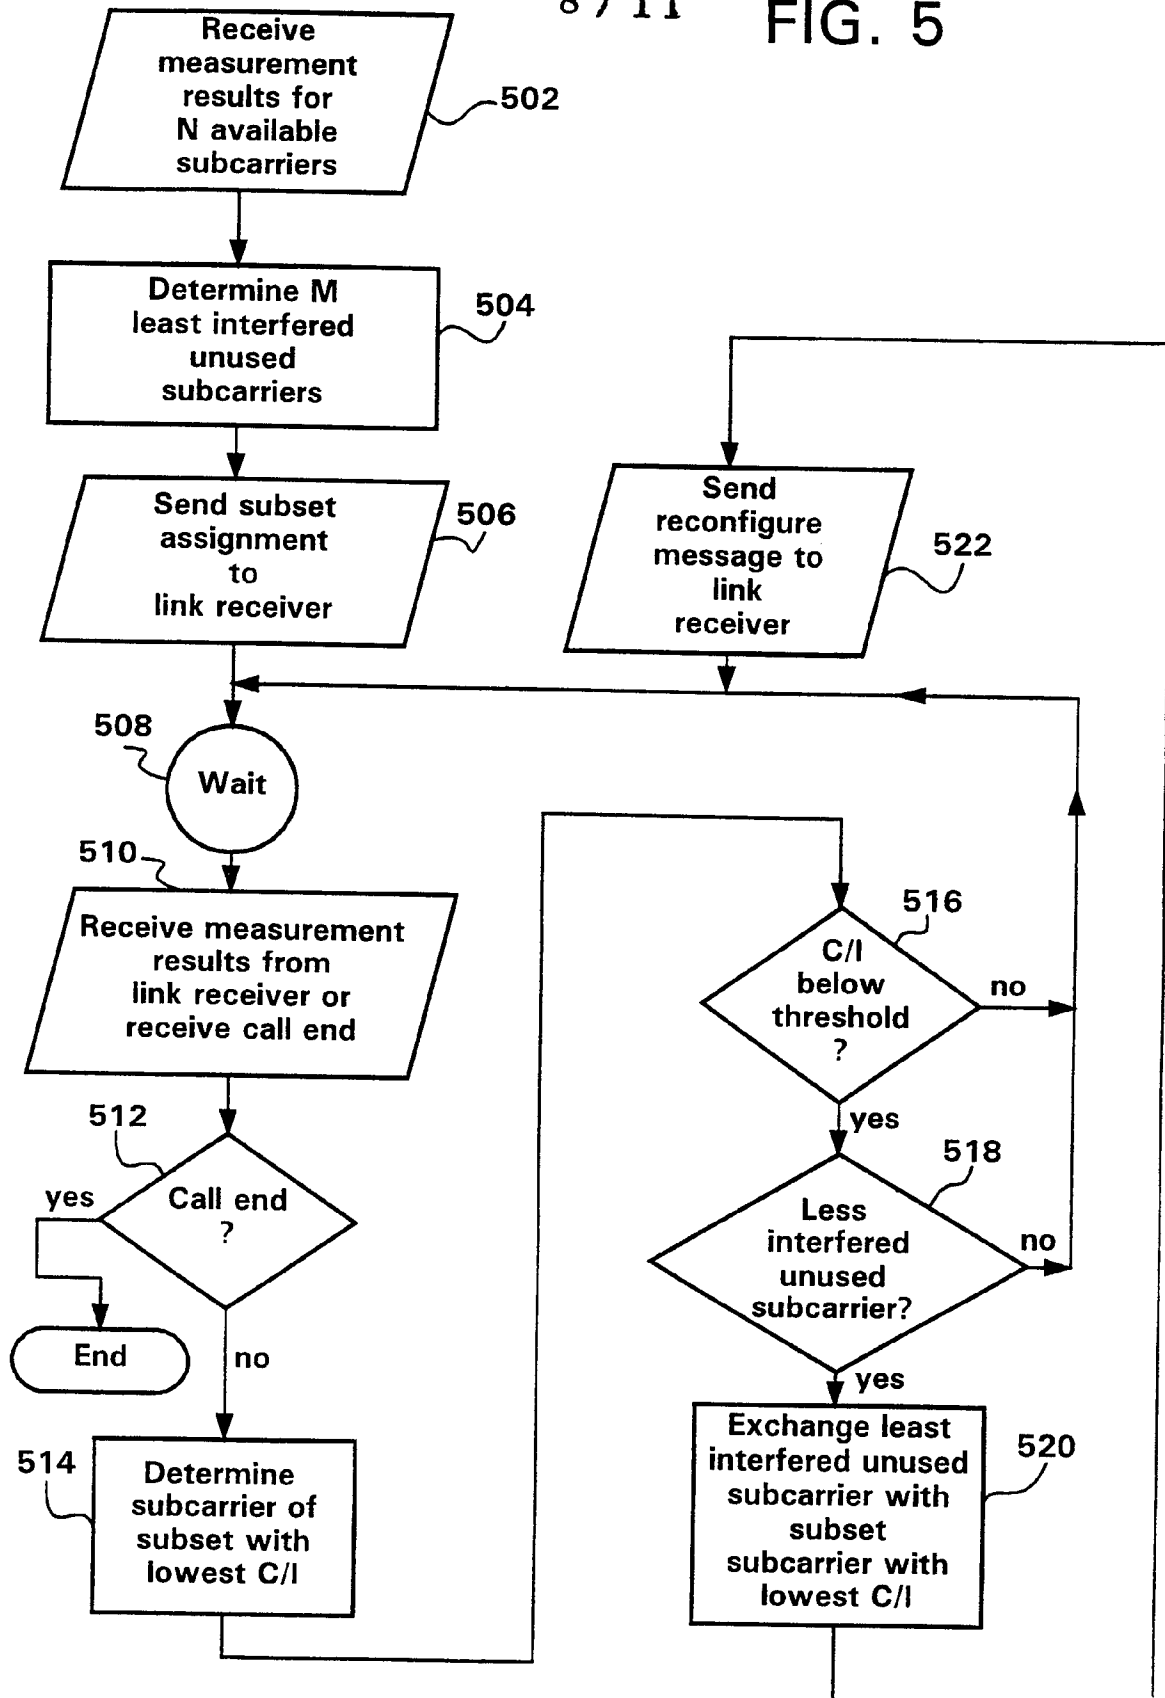 8 / 11
FIG. 5
Receive
measurement
results for
N available
subcarriers
502
Determine M
least interfered
unused
subcarriers
504
Send subset
assignment
to
link receiver
506
Send
reconfigure
message to
link
receiver
522
508
Wait
510
Receive measurement
results from
link receiver or
receive call end
512
yes
Call end
?
End
no
514
Determine
subcarrier of
subset with
lowest C/I
516
C/I
below
threshold
?
no
yes
518
Less
interfered
unused
subcarrier?
no
yes
Exchange least
interfered unused
subcarrier with
subset
subcarrier with
lowest C/I
520